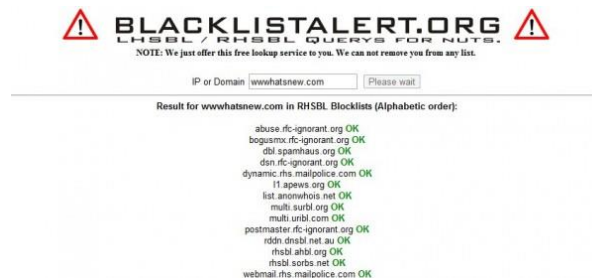 BLACKLISTALERT.ORG
LHSBL / RHSBL QUERYS FOR NUTS.
NOTE: We just offer this free lookup service to you. We can not remove you from any list.
IP or Domain wwwhatsnew.com Please wait
Result for wwwhatsnew.com in RHSBL Blocklists (Alphabetic order):
abuse.rfc-ignorant.org OK
bogusmx.rfc-ignorant.org OK
dbl.spamhaus.org OK
dsn.rfc-ignorant.org OK
dynamic.rhs.mailpolice.com OK
l1.apews.org OK
list.anonwhois.net OK
multi.surbl.org OK
multi.uribl.com OK
postmaster.rfc-ignorant.org OK
rddn.dnsbl.net.au OK
rhsbl.ahbl.org OK
rhsbl.sorbs.net OK
webmail.rhs.mailpolice.com OK